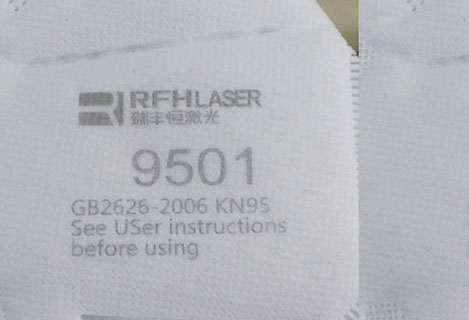 RFHLASER
瑞丰恒激光
9501
GB2626-2006 KN95
See USer instructions
before using